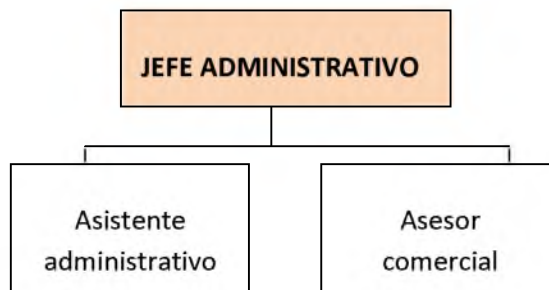 JEFE ADMINISTRATIVO
Asistente
administrativo
Asesor
comercial